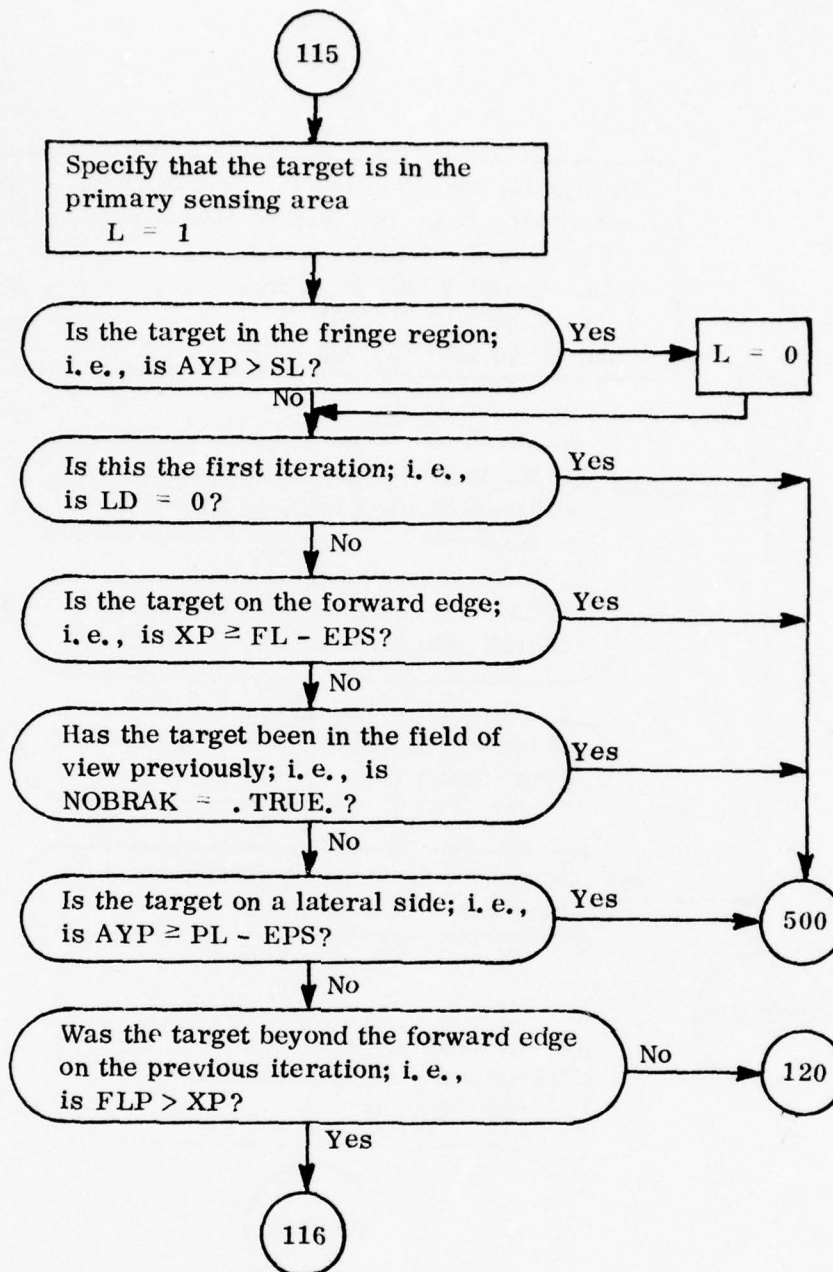 115
Specify that the target is in the
primary sensing area
L = 1
Is the target in the fringe region;
i.e., is AYP > SL?
Yes
L = 0
No
Is this the first iteration; i.e.,
is LD = 0?
Yes
No
Is the target on the forward edge;
i.e., is XP ≧ FL - EPS?
Yes
No
Has the target been in the field of
view previously; i.e., is
NOBRAK = .TRUE.?
Yes
No
Is the target on a lateral side; i.e.,
is AYP ≧ PL - EPS?
Yes
500
No
Was the target beyond the forward edge
on the previous iteration; i.e.,
is FLP > XP?
No
120
Yes
116